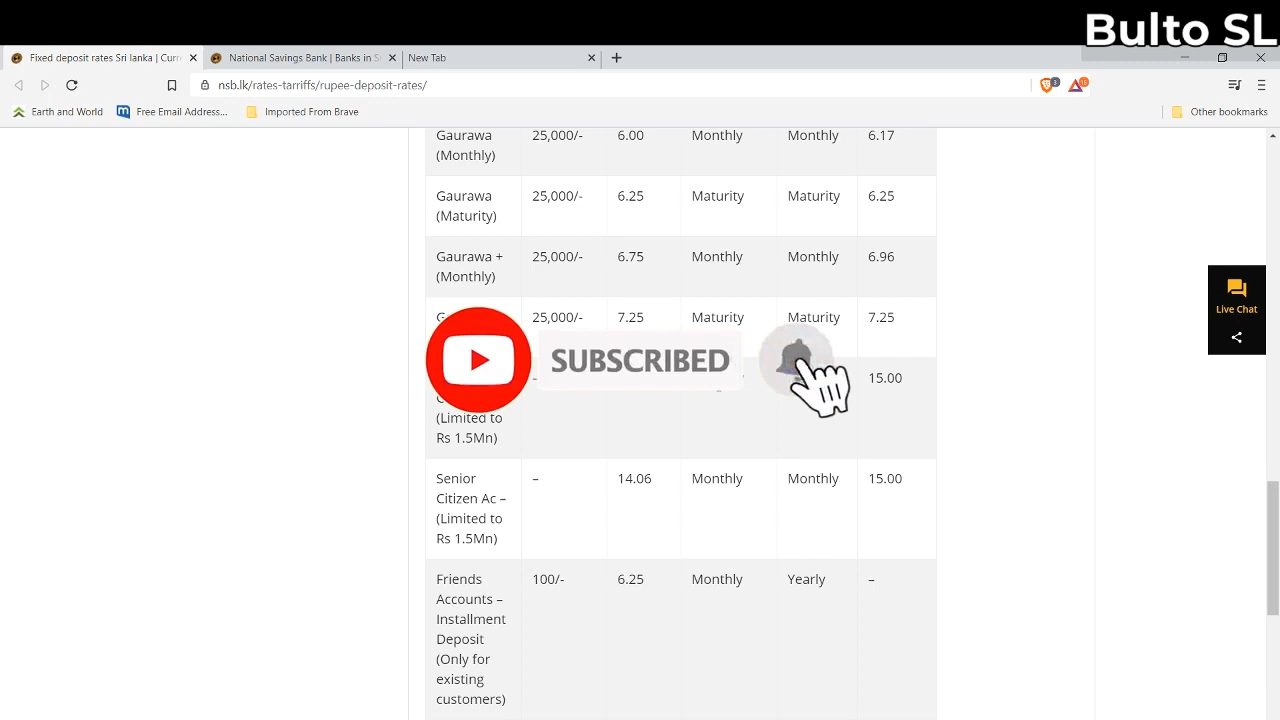 Bulto SL
Fixed deposit rates Sri lanka | Curr
National Savings Bank | Banks in S
New Tab
nsb.lk/rates-tarriffs/rupee-deposit-rates/
3
15
Earth and World
Free Email Address...
Imported From Brave
Other bookmarks
Gaurawa 25,000/- 6.00 Monthly Monthly 6.17
(Monthly)
Gaurawa 25,000/- 6.25 Maturity Maturity 6.25
(Maturity)
Gaurawa + 25,000/- 6.75 Monthly Monthly 6.96
(Monthly)
25,000/- 7.25 Maturity Maturity 7.25
SUBSCRIBED
15.00
(Limited to
Rs 1.5Mn)
Senior – 14.06 Monthly Monthly 15.00
Citizen Ac –
(Limited to
Rs 1.5Mn)
Friends 100/- 6.25 Monthly Yearly –
Accounts –
Installment
Deposit
(Only for
existing
customers)
Live Chat